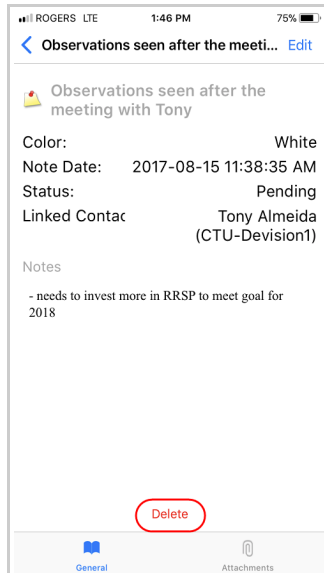 ROGERS LTE 1:46 PM 75%
Observations seen after the meeti... Edit
Observations seen after the
meeting with Tony
Color: White
Note Date: 2017-08-15 11:38:35 AM
Status: Pending
Linked Contac Tony Almeida
(CTU-Devision1)
Notes
- needs to invest more in RRSP to meet goal for
2018
Delete
General Attachments